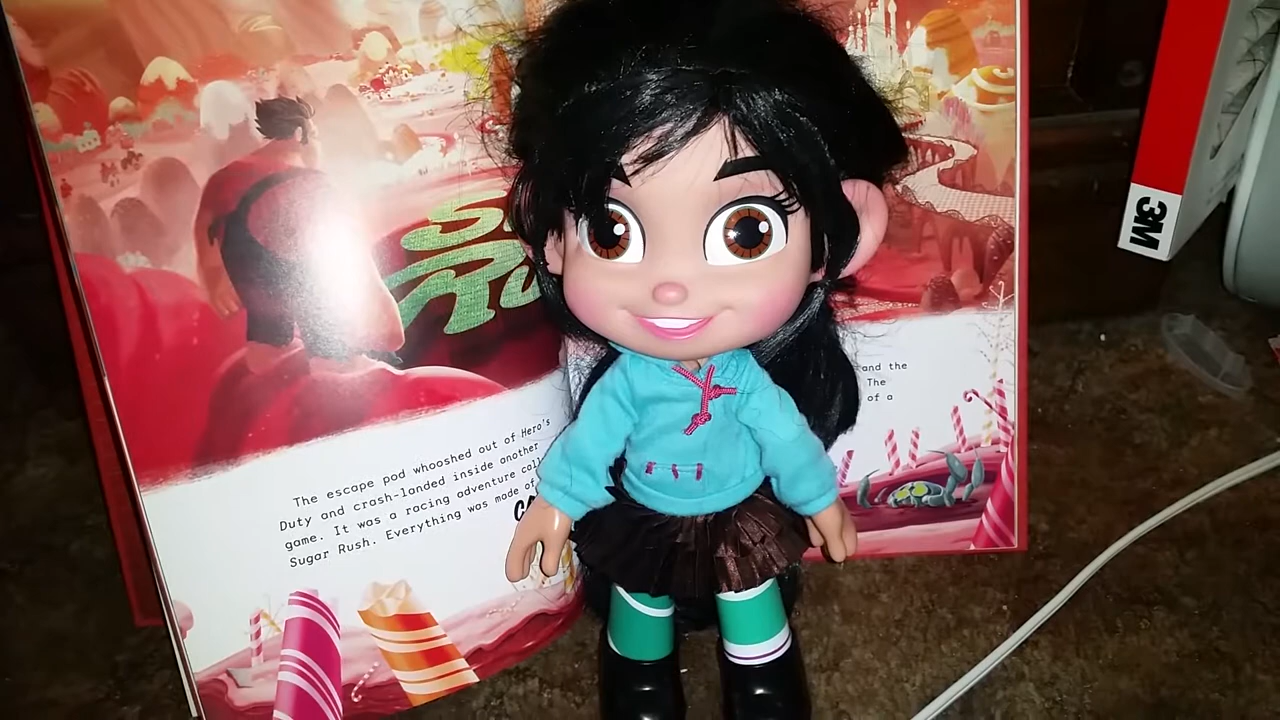 The escape pod whooshed out of Hero's
Duty and crash-landed inside another
game. It was a racing adventure
Sugar Rush. Everything was made of
and the
The
of a
3M